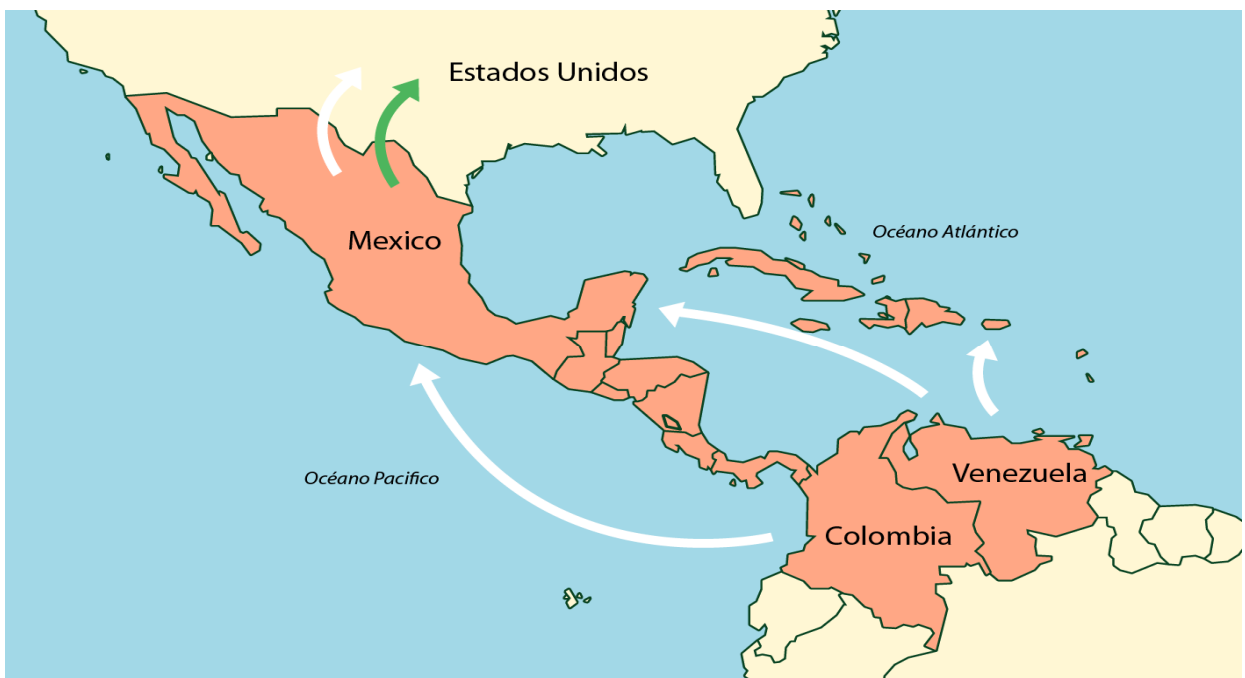 Estados Unidos
Mexico
Océano Atlántico
Océano Pacifico
Venezuela
Colombia